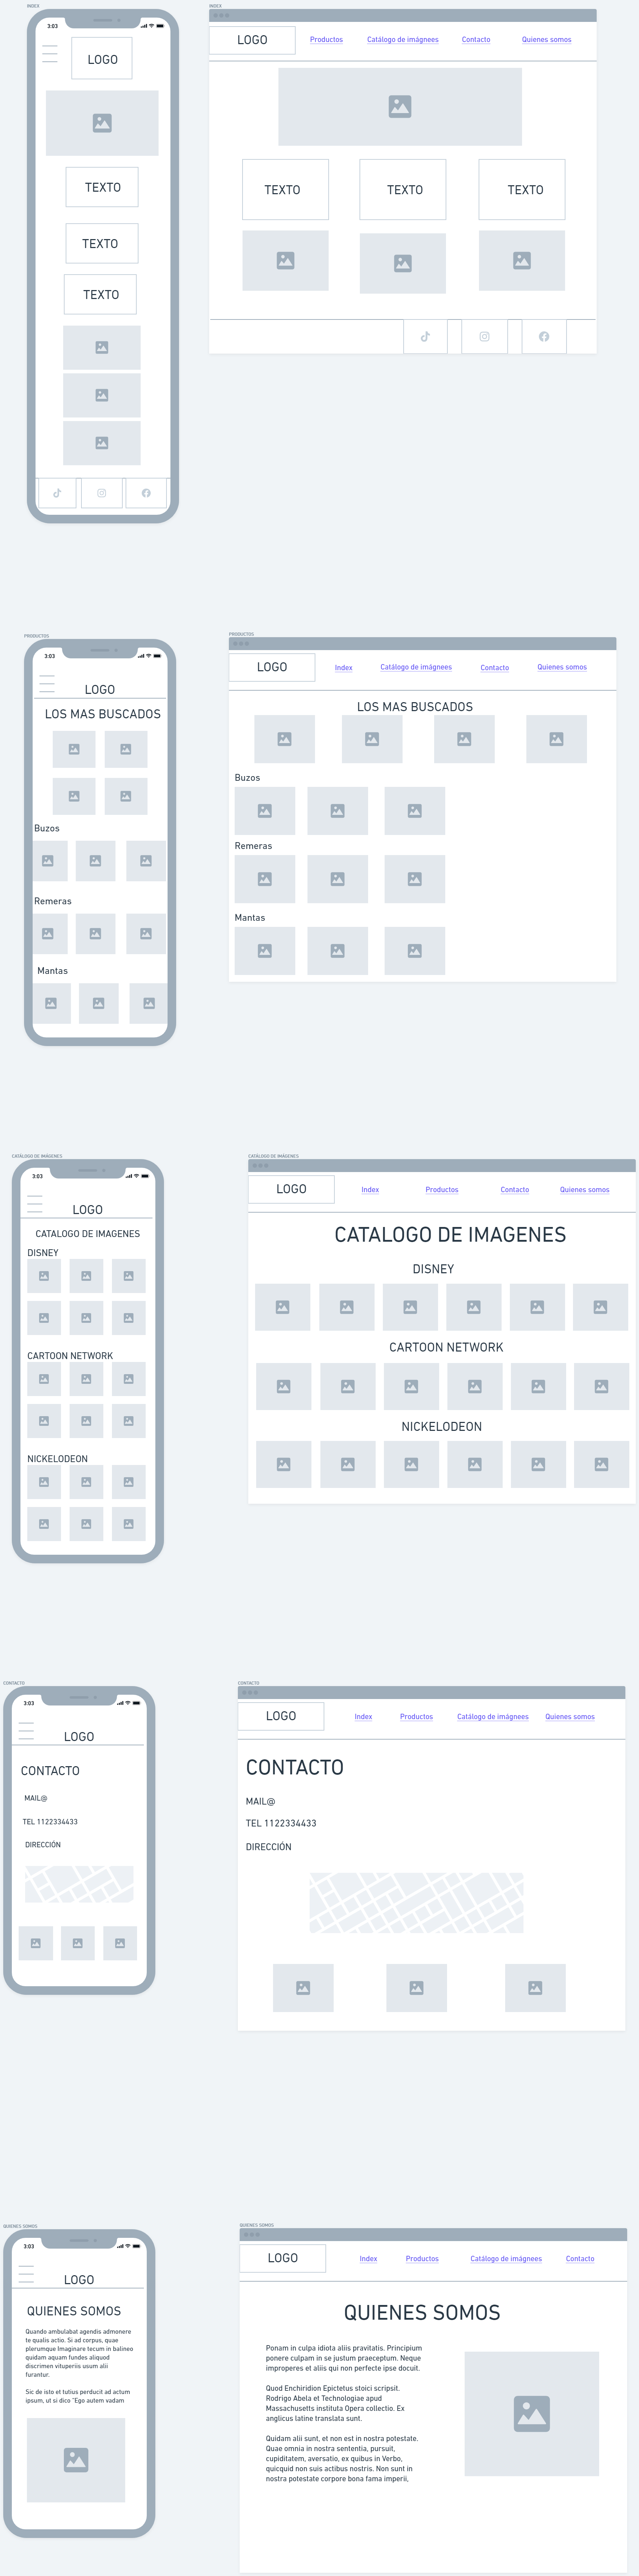 INDEX
3:03
LOGO
TEXTO
TEXTO
TEXTO
INDEX
LOGO
Productos
Catálogo de imágnees
Contacto
Quienes somos
TEXTO
TEXTO
TEXTO
PRODUCTOS
3:03
LOGO
LOS MAS BUSCADOS
Buzos
Remeras
Mantas
PRODUCTOS
LOGO
Index
Catálogo de imágnees
Contacto
Quienes somos
LOS MAS BUSCADOS
Buzos
Remeras
Mantas
CATÁLOGO DE IMÁGENES
3:03
LOGO
CATALOGO DE IMAGENES
DISNEY
CARTOON NETWORK
NICKELODEON
CATÁLOGO DE IMÁGENES
LOGO
Index
Productos
Contacto
Quienes somos
CATALOGO DE IMAGENES
DISNEY
CARTOON NETWORK
NICKELODEON
CONTACTO
3:03
LOGO
CONTACTO
MAIL@
TEL 1122334433
DIRECCIÓN
CONTACTO
LOGO
Index
Productos
Catálogo de imágnees
Quienes somos
CONTACTO
MAIL@
TEL 1122334433
DIRECCIÓN
QUIENES SOMOS
3:03
LOGO
QUIENES SOMOS
Quando ambulabat agendis admonere
te qualis actio. Si ad corpus, quae
plerumque Imaginare tecum in balineo
quidam aquam fundes aliquod
discrimen vituperiis usum alii
furantur.
Sic de isto et tutius perducit ad actum
ipsum, ut si dico "Ego autem vadam
QUIENES SOMOS
LOGO
Index
Productos
Catálogo de imágnees
Contacto
QUIENES SOMOS
Ponam in culpa idiota aliis pravitatis. Principium
ponere culpam in se justum praeceptum. Neque
improperes et aliis qui non perfecte ipse docuit.
Quod Enchiridion Epictetus stoici scripsit.
Rodrigo Abela et Technologiae apud
Massachusetts instituta Opera collectio. Ex
anglicus latine translata sunt.
Quidam alii sunt, et non est in nostra potestate.
Quae omnia in nostra sententia, pursuit,
cupiditatem, aversatio, ex quibus in Verbo,
quicquid non suis actibus nostris. Non sunt in
nostra potestate corpore bona fama imperii,